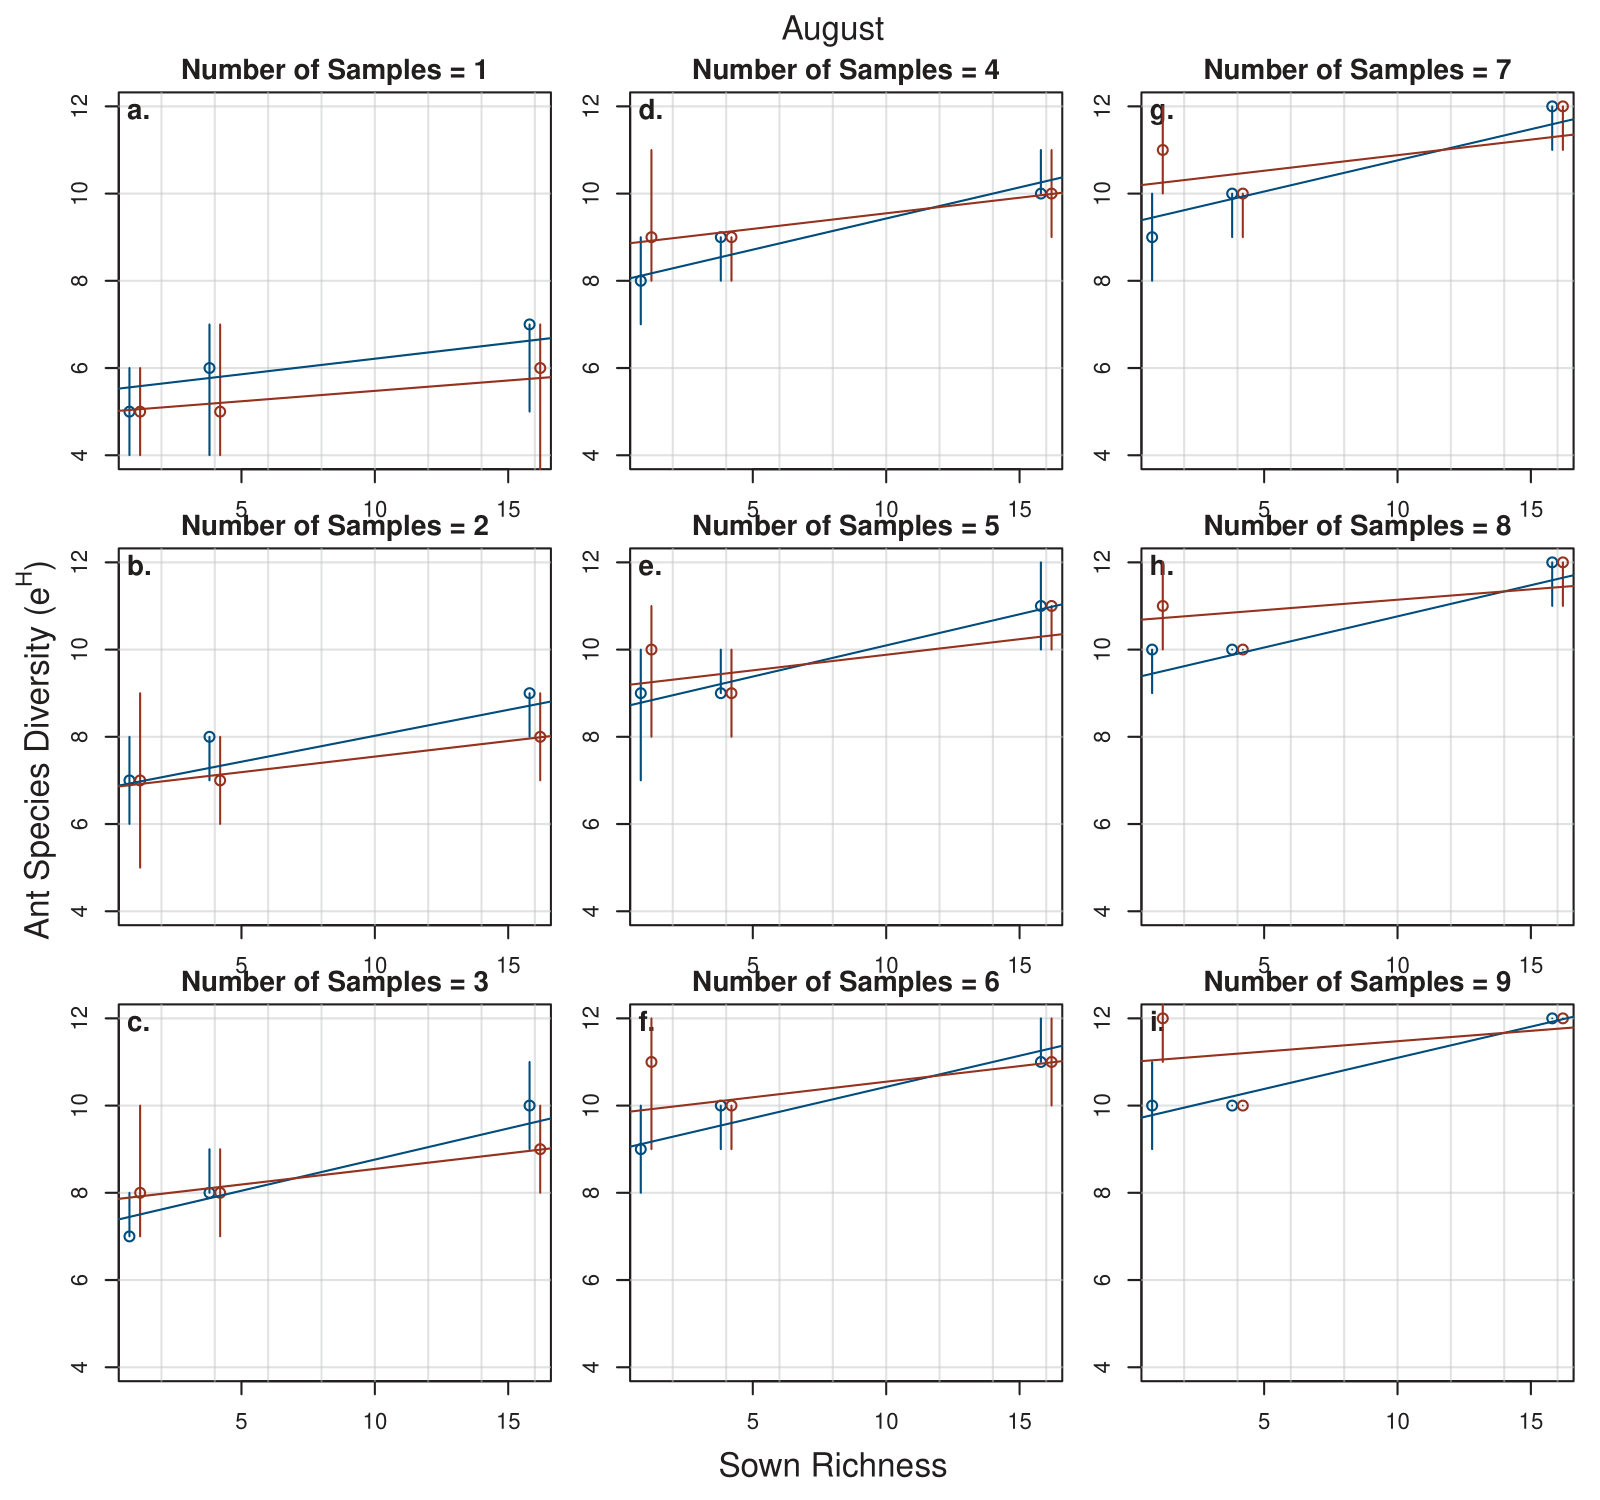 August
Number of Samples = 1
a.
4 6 8 10 12
5 10 15
Number of Samples = 4
d.
4 6 8 10 12
5 10 15
Number of Samples = 7
g.
4 6 8 10 12
5 10 15
Number of Samples = 2
b.
4 6 8 10 12
5 10 15
Number of Samples = 5
e.
4 6 8 10 12
5 10 15
Number of Samples = 8
h.
4 6 8 10 12
5 10 15
Number of Samples = 3
c.
4 6 8 10 12
5 10 15
Number of Samples = 6
f.
4 6 8 10 12
5 10 15
Number of Samples = 9
i.
4 6 8 10 12
5 10 15
Ant Species Diversity (e^H)
Sown Richness